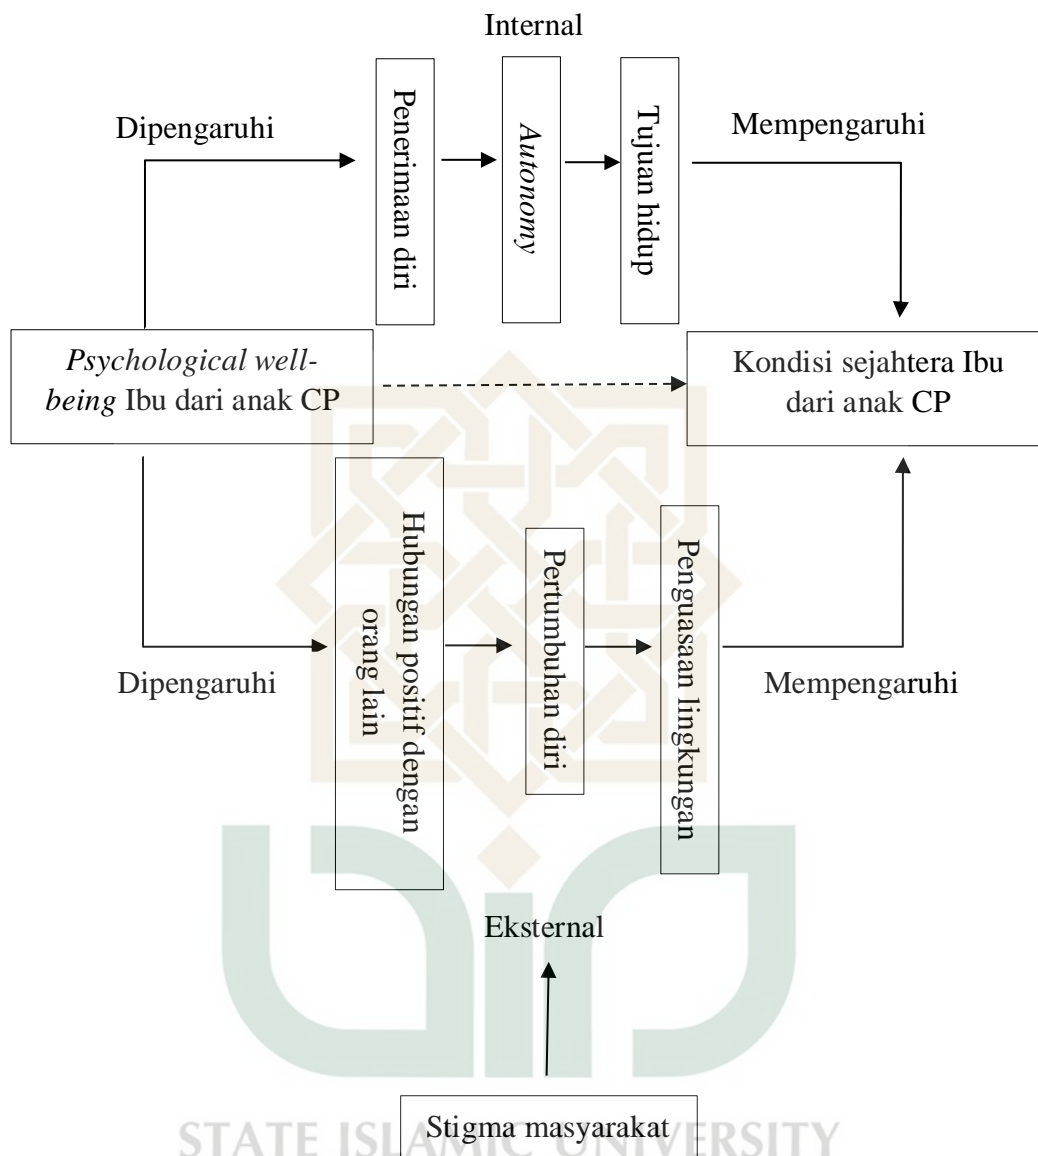 Internal
Dipengaruhi
Penerimaan diri
Autonomy
Tujuan hidup
Mempengaruhi
Psychological well-
being Ibu dari anak CP
Kondisi sejahtera Ibu
dari anak CP
Hubungan positif dengan
orang lain
Pertumbuhan diri
Penguasaan lingkungan
Dipengaruhi
Mempengaruhi
Eksternal
Stigma masyarakat
STATE ISLAMIC UNIVERSITY